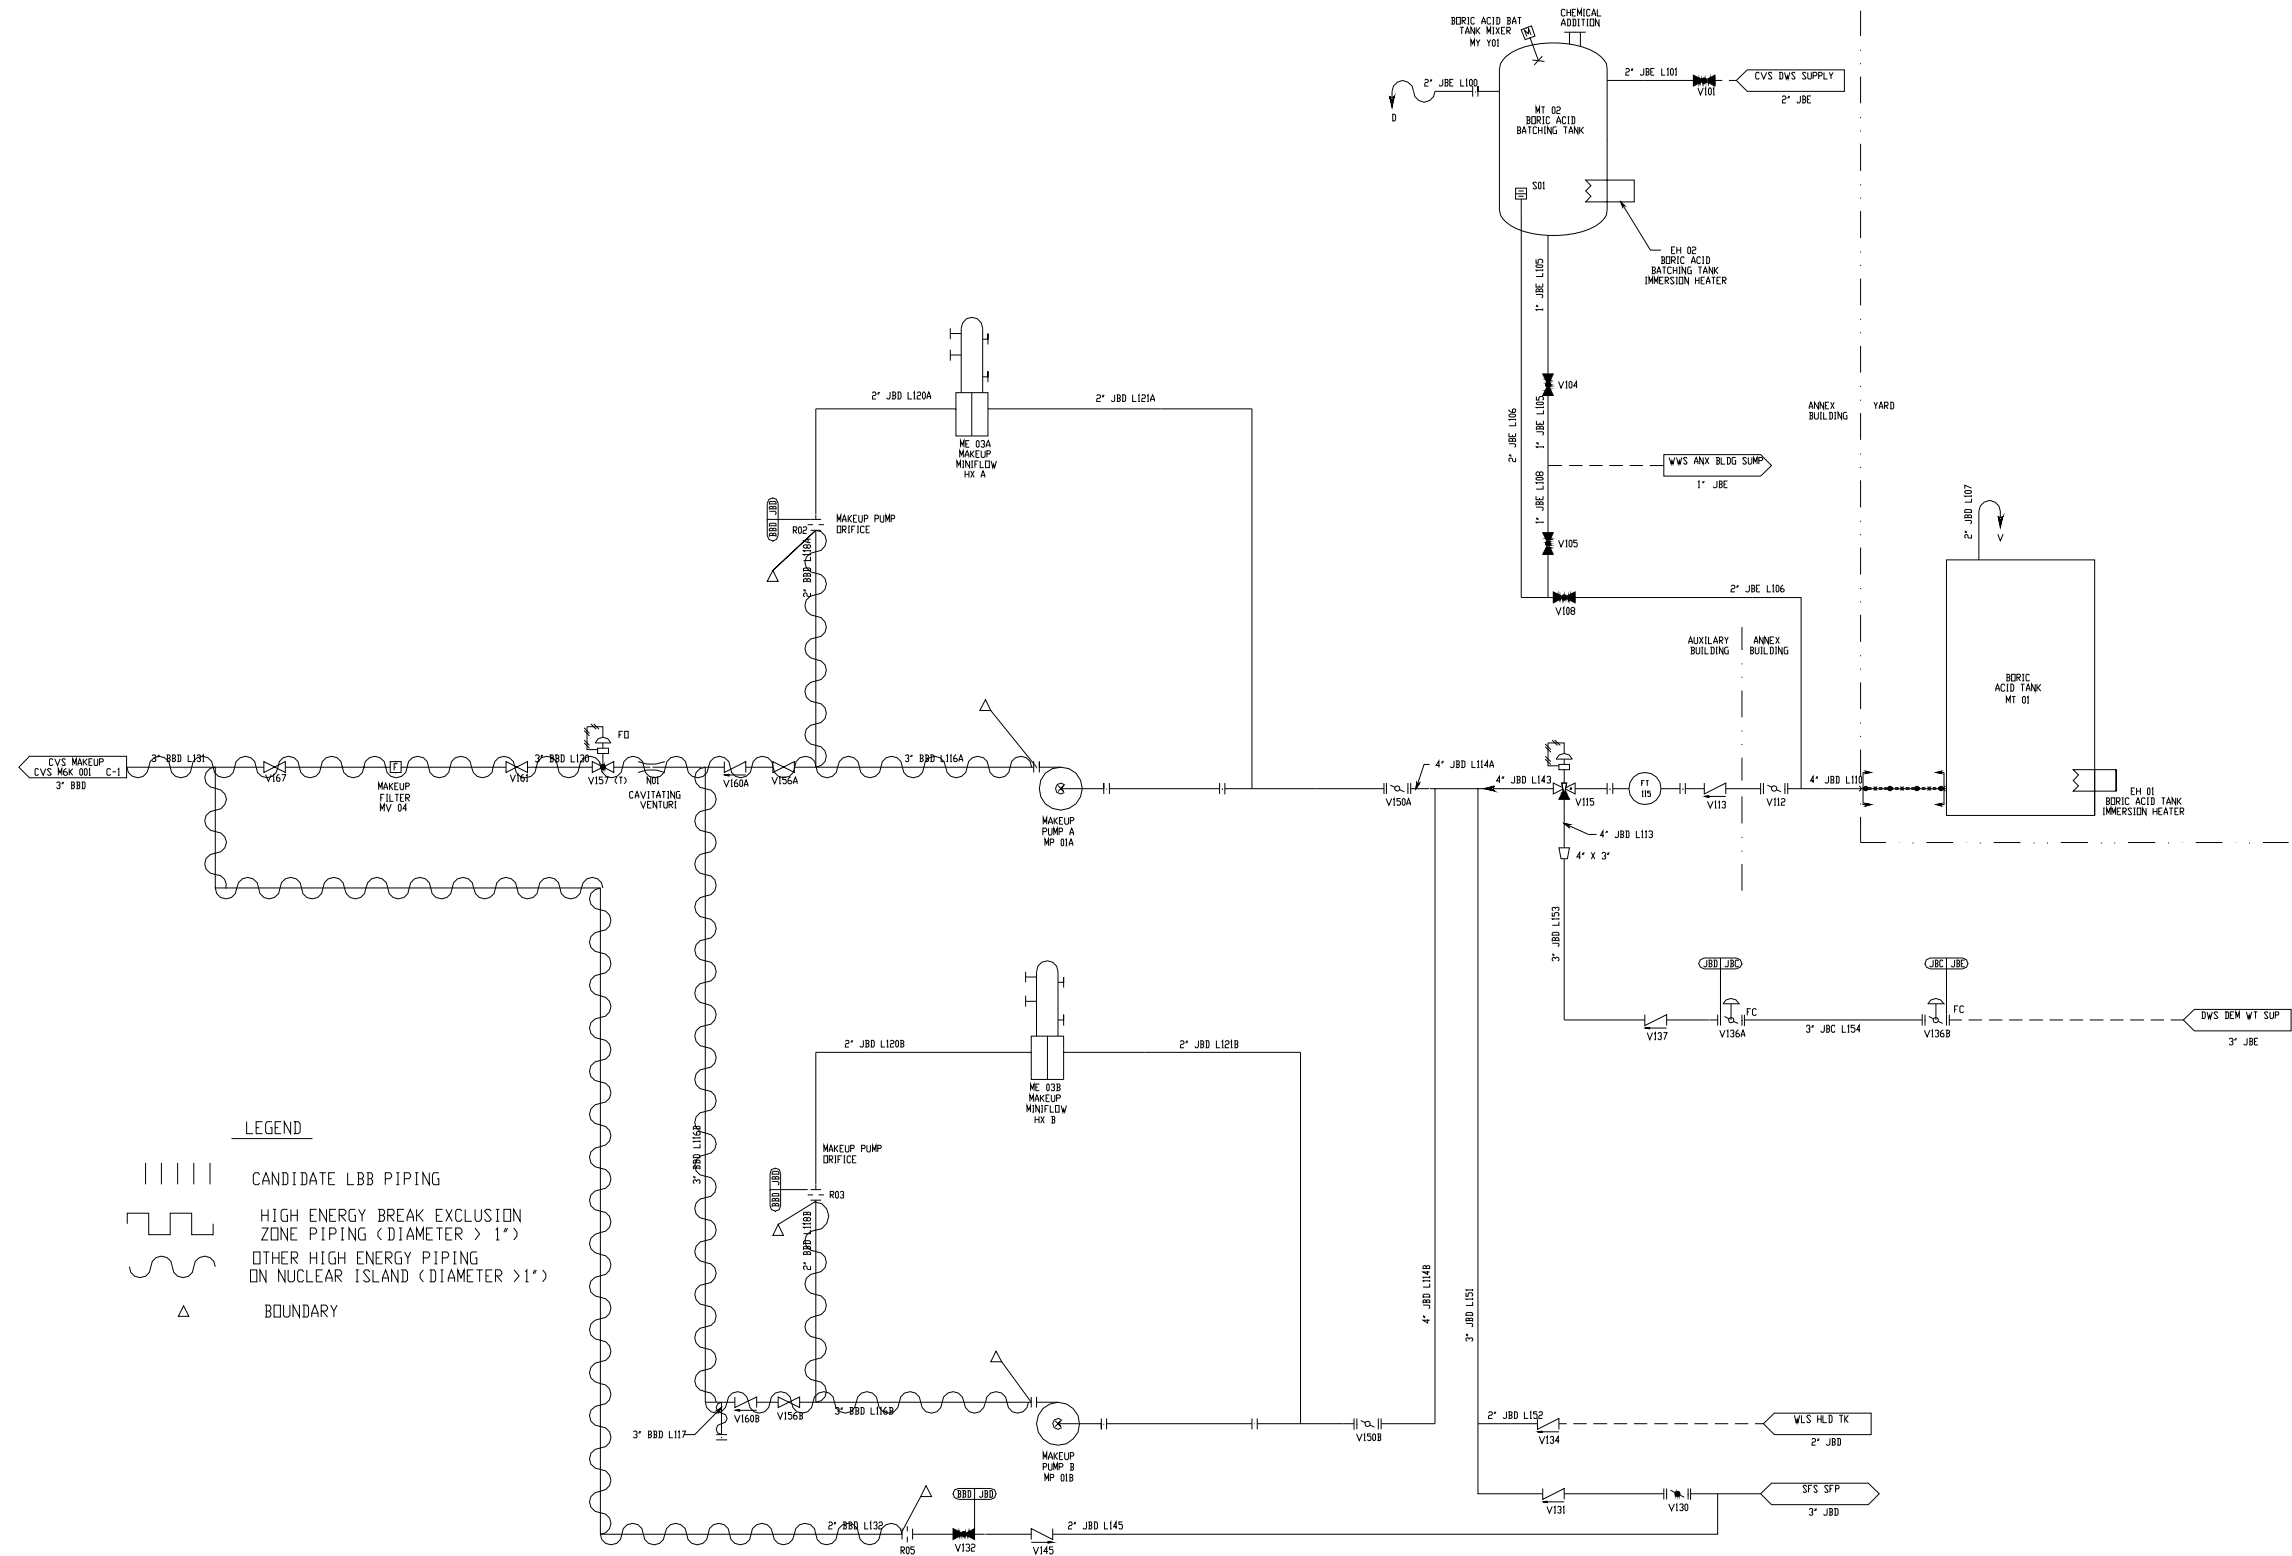 BORIC ACID BAT
TANK MIXER
MY Y01
M
CHEMICAL
ADDITION
2" JBE L100
D
2" JBE L101
V101
CVS DWS SUPPLY
2" JBE
MT 02
BORIC ACID
BATCHING TANK
S01
EH 02
BORIC ACID
BATCHING TANK
IMMERSION HEATER
1" JBE L105
V104
1" JBE L105
2" JBE L106
ANNEX
BUILDING
YARD
WWS ANX BLDG SUMP
1" JBE
1" JBE L108
V105
V108
2" JBE L106
2" JBD L107
V
2" JBD L120A
2" JBD L121A
ME 03A
MAKEUP
MINIFLOW
HX A
BBD JBD
R02
MAKEUP PUMP
ORIFICE
2" BBD L118A
AUXILARY
BUILDING
ANNEX
BUILDING
BORIC
ACID TANK
MT 01
EH 01
BORIC ACID TANK
IMMERSION HEATER
CVS MAKEUP
CVS M6K 001 C-1
3" BBD
3" BBD L131
V167
F
MAKEUP
FILTER
MV 04
V161
3" BBD L130
FO
V157 (T)
N01
CAVITATING
VENTURI
V160A
V156A
3" BBD L116A
MAKEUP
PUMP A
MP 01A
V150A
4" JBD L114A
4" JBD L143
V115
FT
115
V113
V112
4" JBD L110
4" JBD L113
4" X 3"
3" JBD L153
JBD JBC
FC
V137
V136A
3" JBC L154
JBC JBE
FC
V136B
DWS DEM WT SUP
3" JBE
2" JBD L120B
2" JBD L121B
ME 03B
MAKEUP
MINIFLOW
HX B
MAKEUP PUMP
ORIFICE
BBD JBD
R03
2" BBD L118B
3" BBD L116B
LEGEND
CANDIDATE LBB PIPING
HIGH ENERGY BREAK EXCLUSION
ZONE PIPING (DIAMETER > 1")
OTHER HIGH ENERGY PIPING
ON NUCLEAR ISLAND (DIAMETER >1")
BOUNDARY
4" JBD L114B
3" JBD L151
V160B
V156B
3" BBD L116B
3" BBD L117
MAKEUP
PUMP B
MP 01B
V150B
2" JBD L152
V134
WLS HLD TK
2" JBD
V131
V130
SFS SFP
3" JBD
2" BBD L132
R05
BBD JBD
V132
V145
2" JBD L145